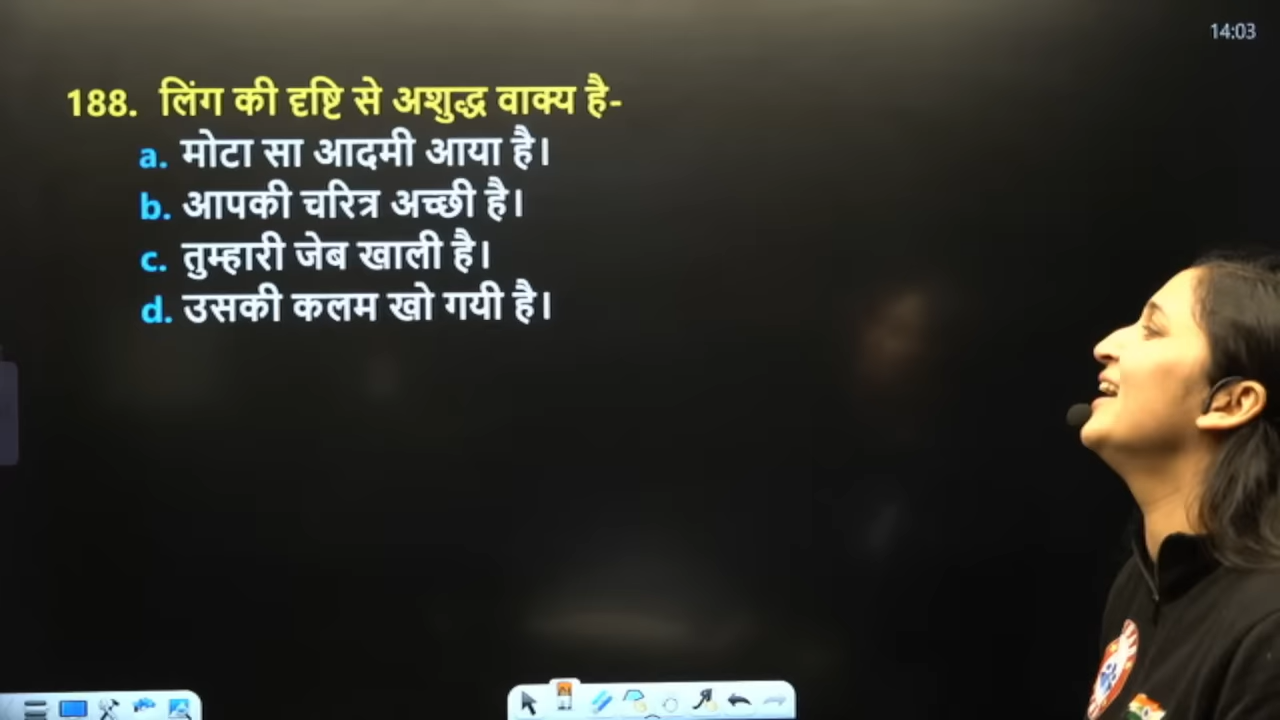 14:03
188. लिंग की दृष्टि से अशुद्ध वाक्य है-
a. मोटा सा आदमी आया है।
b. आपकी चरित्र अच्छी है।
c. तुम्हारी जेब खाली है।
d. उसकी कलम खो गयी है।